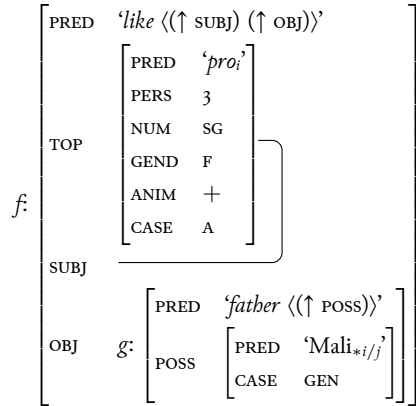 PRED ‘like ⟨(↑ SUBJ) (↑ OBJ)⟩’
PRED ‘proᵢ’
PERS 3
NUM SG
TOP
GEND F
ANIM +
f:
CASE A
SUBJ
PRED ‘father ⟨(↑ POSS)⟩’
OBJ g:
PRED ‘Mali∗i/j’
POSS
CASE GEN